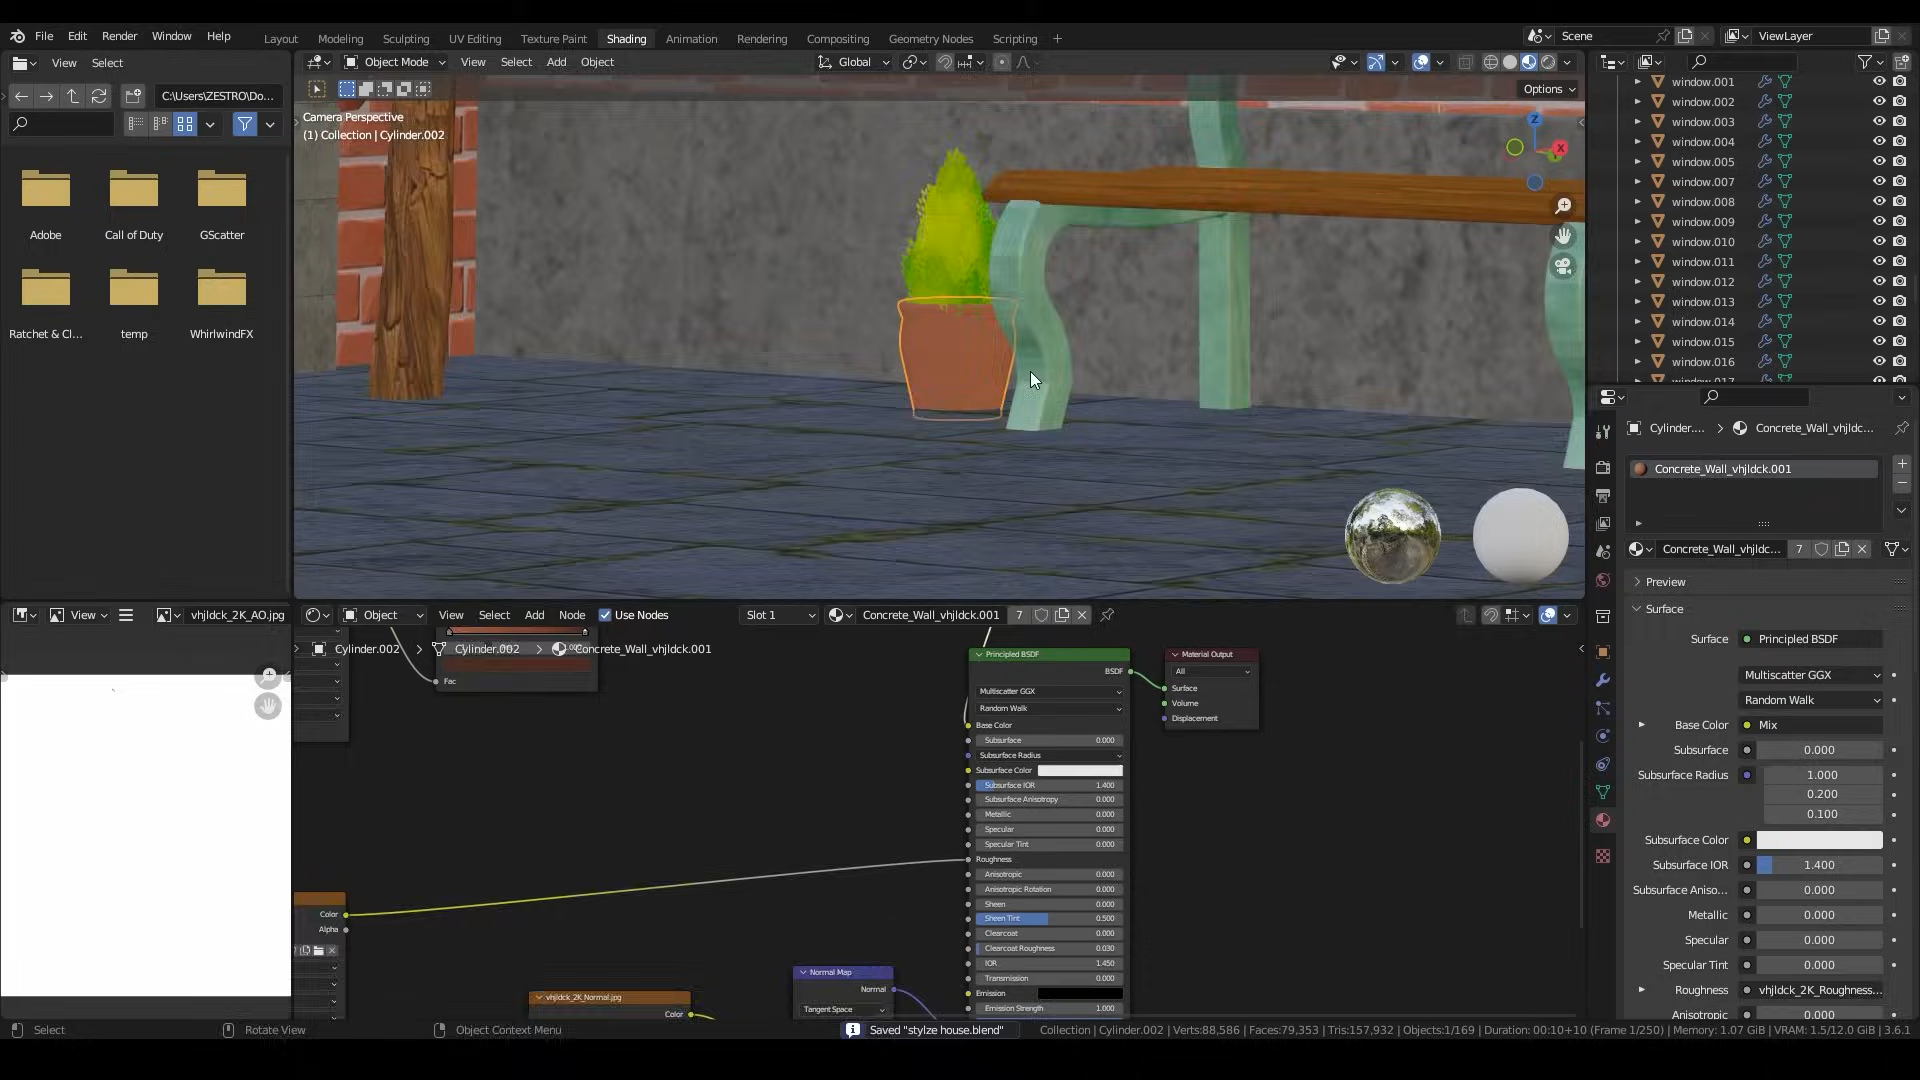 File Edit Render Window Help
Layout Modeling Sculpting UV Editing Texture Paint Shading Animation Rendering Compositing Geometry Nodes Scripting +
Scene
ViewLayer
View Select
C:\Users\ZESTRO\Do...
Adobe
Call of Duty
GScatter
Ratchet & Cl...
temp
WhirlwindFX
Object Mode View Select Add Object
Global
Options
Camera Perspective
(1) Collection | Cylinder.002
Z
X
window.001
window.002
window.003
window.004
window.005
window.007
window.008
window.009
window.010
window.011
window.012
window.013
window.014
window.015
window.016
window.017
Cylinder.... > Concrete_Wall_vhjldc...
Concrete_Wall_vhjldck.001
Concrete_Wall_vhjldc... 7
Preview
Surface
Surface Principled BSDF
Multiscatter GGX
Random Walk
Base Color Mix
Subsurface 0.000
Subsurface Radius 1.000
0.200
0.100
Subsurface Color
Subsurface IOR 1.400
Subsurface Aniso... 0.000
Metallic 0.000
Specular 0.000
Specular Tint 0.000
Roughness vhjldck_2K_Roughness...
Anisotropic 0.000
View
vhjldck_2K_AO.jpg
Object View Select Add Node Use Nodes
Slot 1
Concrete_Wall_vhjldck.001 7
Cylinder.002 > Cylinder.002 > Concrete_Wall_vhjldck.001
Fac
Principled BSDF
BSDF
Multiscatter GGX
Random Walk
Base Color
Subsurface 0.000
Subsurface Radius
Subsurface Color
Subsurface IOR 1.400
Subsurface Anisotropy 0.000
Metallic 0.000
Specular 0.000
Specular Tint 0.000
Roughness
Anisotropic 0.000
Anisotropic Rotation 0.000
Sheen 0.000
Sheen Tint 0.500
Clearcoat 0.000
Clearcoat Roughness 0.030
IOR 1.450
Transmission 0.000
Emission
Emission Strength 1.000
Material Output
All
Surface
Volume
Displacement
Color
Alpha
vhjldck_2K_Normal.jpg
Color
Normal Map
Normal
Tangent Space
Select
Rotate View
Object Context Menu
Saved "stylze house.blend"
Collection | Cylinder.002 | Verts:88,586 | Faces:79,353 | Tris:157,932 | Objects:1/169 | Duration: 00:10+10 (Frame 1/250) | Memory: 1.07 GiB | VRAM: 1.5/12.0 GiB | 3.6.1